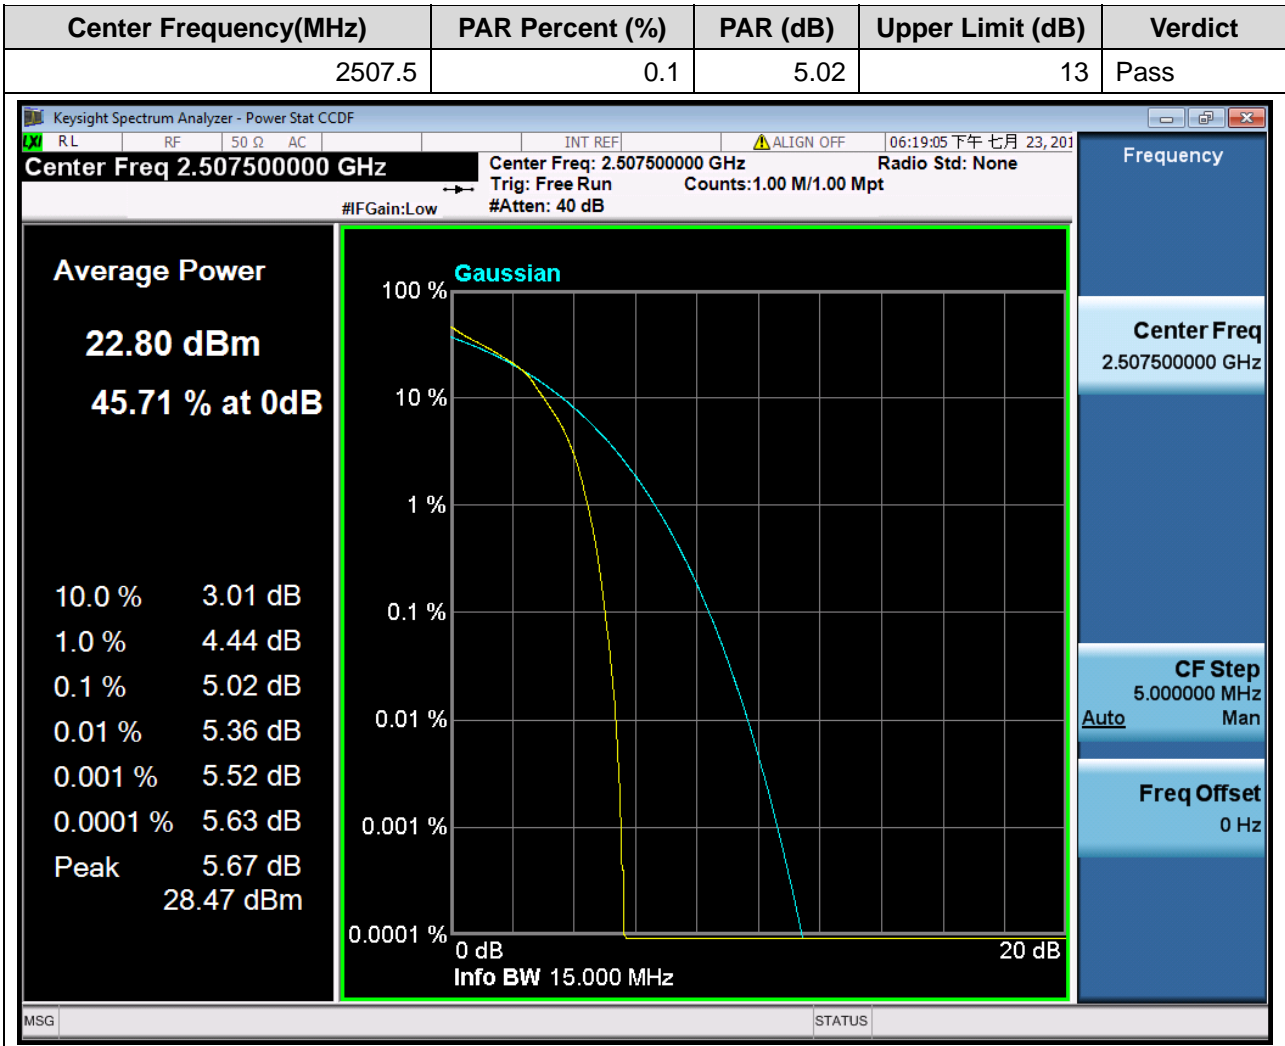 Center Frequency(MHz) PAR Percent (%) PAR (dB) Upper Limit (dB) Verdict
2507.5 0.1 5.02 13 Pass
Keysight Spectrum Analyzer - Power Stat CCDF
LXI RL RF 50 Ω AC INT REF ALIGN OFF 06:19:05 下午 七月 23, 201
Center Freq 2.507500000 GHz
Center Freq: 2.507500000 GHz Radio Std: None
Trig: Free Run Counts:1.00 M/1.00 Mpt
#IFGain:Low #Atten: 40 dB
Frequency
Average Power
22.80 dBm
45.71 % at 0dB
10.0 % 3.01 dB
1.0 % 4.44 dB
0.1 % 5.02 dB
0.01 % 5.36 dB
0.001 % 5.52 dB
0.0001 % 5.63 dB
Peak 5.67 dB
28.47 dBm
Gaussian
100 %
10 %
1 %
0.1 %
0.01 %
0.001 %
0.0001 %
0 dB 20 dB
Info BW 15.000 MHz
Center Freq
2.507500000 GHz
CF Step
5.000000 MHz
Auto Man
Freq Offset
0 Hz
MSG STATUS